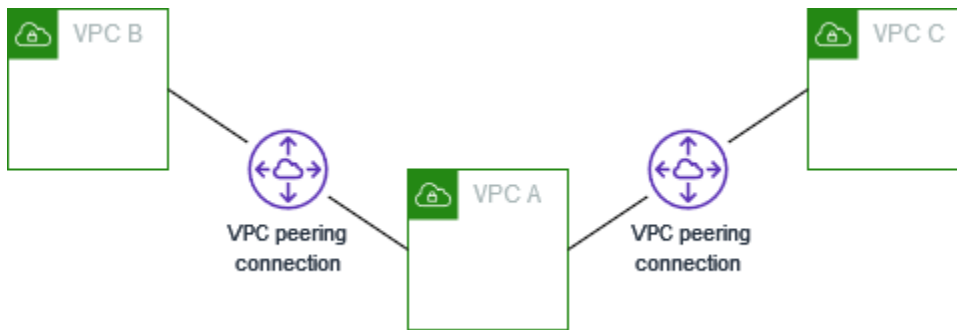 VPC B
VPC C
VPC A
VPC peering
connection
VPC peering
connection